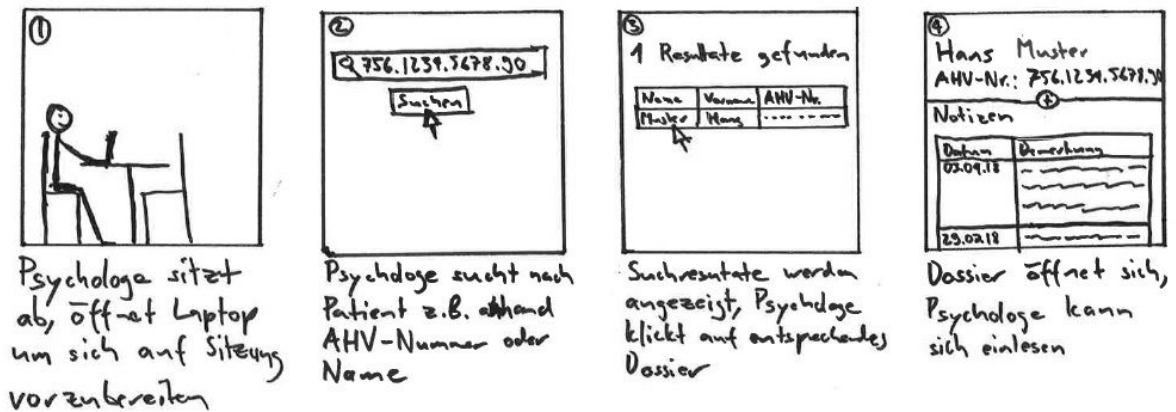 1
Psychologe sitzt
ab, öffnet Laptop
um sich auf Sitzung
vorzubereiten
2
756.1234.5678.90
Suchen
Psychologe sucht nach
Patient z.B. anhand
AHV-Nummer oder
Name
3
1 Resultate gefunden
Name Vorname AHV-Nr.
Muster Hans
Suchresultate werden
angezeigt, Psychologe
klickt auf entsprechendes
Dossier
4
Hans Muster
AHV-Nr.: 756.1234.5678.90
+
Notizen
Datum Bemerkung
03.04.18
29.02.18
Dossier öffnet sich,
Psychologe kann
sich einlesen